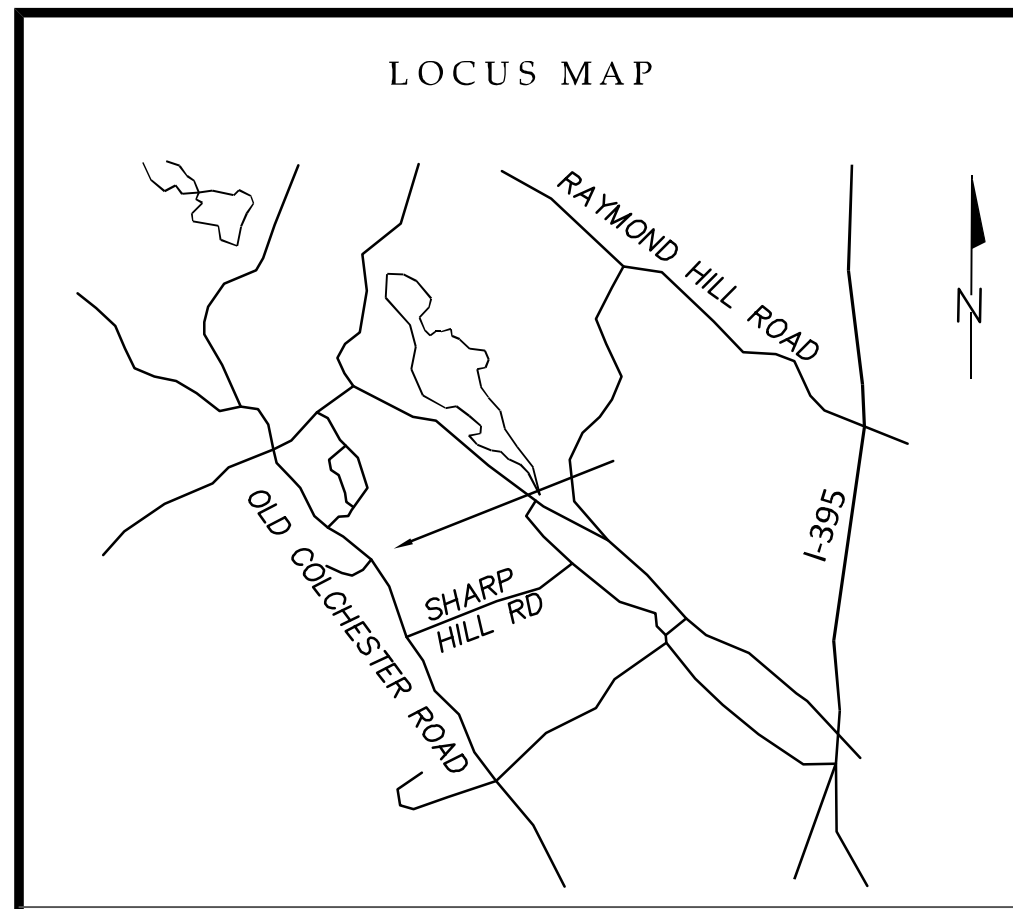 LOCUS MAP
RAYMOND HILL ROAD
N
I-395
OLD COLCHESTER ROAD
SHARP
HILL RD